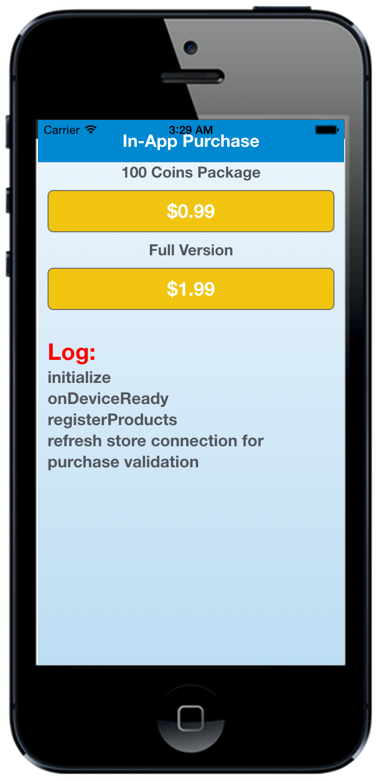 Carrier 3:29 AM
In-App Purchase
100 Coins Package
$0.99
Full Version
$1.99
Log:
initialize
onDeviceReady
registerProducts
refresh store connection for
purchase validation